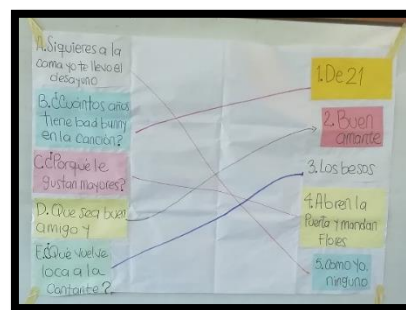 A. Si quieres a la
cama yo te llevo el
desayuno
B. ¿Cuántos años
tiene bad bunny
en la canción?
C. ¿Porqué le
gustan mayores?
D. Que sea buen
amigo y
E. ¿Qué vuelve
loca a la
cantante?
1. De 21
2. Buen
amante
3. Los besos
4. Abren la
Puerta y mandan
Flores
5. como yo,
ninguno